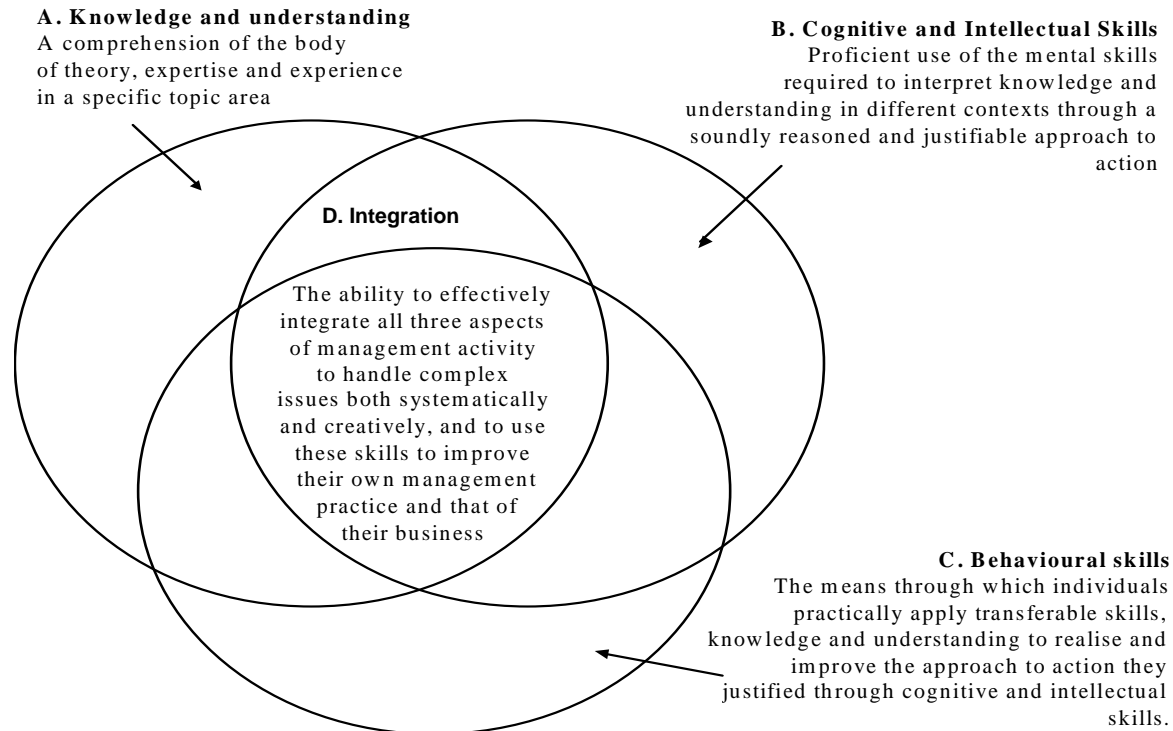 A. Knowledge and understanding
A comprehension of the body
of theory, expertise and experience
in a specific topic area
B. Cognitive and Intellectual Skills
Proficient use of the mental skills
required to interpret knowledge and
understanding in different contexts through a
soundly reasoned and justifiable approach to
action
D. Integration
The ability to effectively
integrate all three aspects
of management activity
to handle complex
issues both systematically
and creatively, and to use
these skills to improve
their own management
practice and that of
their business
C. Behavioural skills
The means through which individuals
practically apply transferable skills,
knowledge and understanding to realise and
improve the approach to action they
justified through cognitive and intellectual
skills.